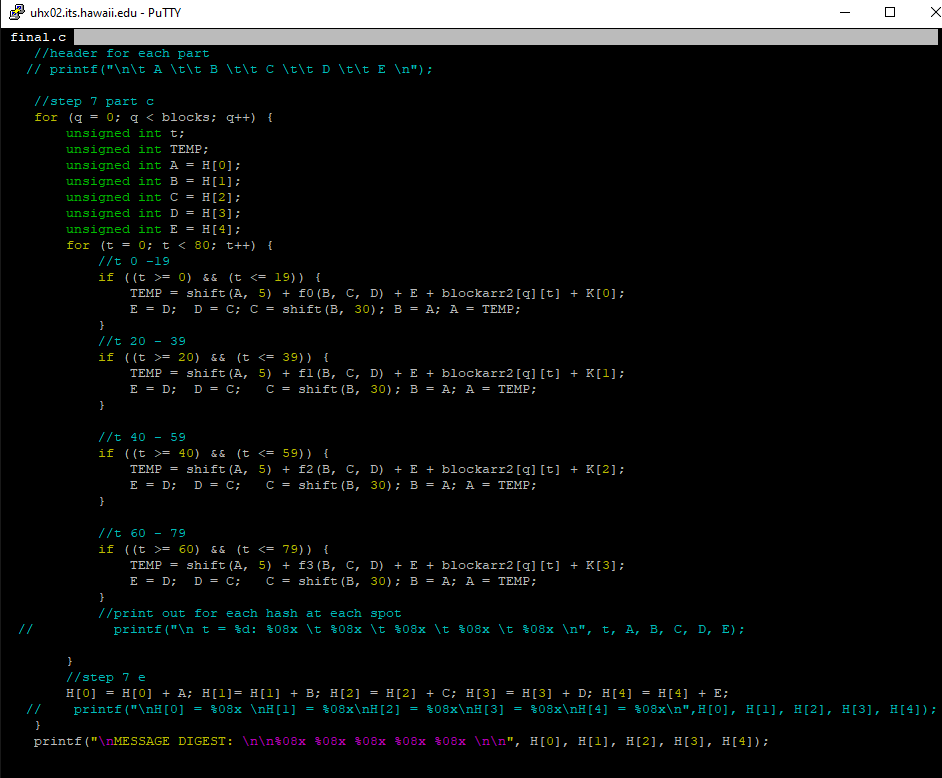 uhx02.its.hawaii.edu - PuTTY
final.c
//header for each part
// printf("\n\t A \t\t B \t\t C \t\t D \t\t E \n");
//step 7 part c
for (q = 0; q < blocks; q++) {
unsigned int t;
unsigned int TEMP;
unsigned int A = H[0];
unsigned int B = H[1];
unsigned int C = H[2];
unsigned int D = H[3];
unsigned int E = H[4];
for (t = 0; t < 80; t++) {
//t 0 -19
if ((t >= 0) && (t <= 19)) {
TEMP = shift(A, 5) + f0(B, C, D) + E + blockarr2[q][t] + K[0];
E = D;  D = C; C = shift(B, 30); B = A; A = TEMP;
}
//t 20 - 39
if ((t >= 20) && (t <= 39)) {
TEMP = shift(A, 5) + f1(B, C, D) + E + blockarr2[q][t] + K[1];
E = D;  D = C;   C = shift(B, 30); B = A; A = TEMP;
}
//t 40 - 59
if ((t >= 40) && (t <= 59)) {
TEMP = shift(A, 5) + f2(B, C, D) + E + blockarr2[q][t] + K[2];
E = D;  D = C;   C = shift(B, 30); B = A; A = TEMP;
}
//t 60 - 79
if ((t >= 60) && (t <= 79)) {
TEMP = shift(A, 5) + f3(B, C, D) + E + blockarr2[q][t] + K[3];
E = D;  D = C;   C = shift(B, 30); B = A; A = TEMP;
}
//print out for each hash at each spot
//          printf("\n t = %d: %08x \t %08x \t %08x \t %08x \t %08x \n", t, A, B, C, D, E);
}
//step 7 e
H[0] = H[0] + A; H[1]= H[1] + B; H[2] = H[2] + C; H[3] = H[3] + D; H[4] = H[4] + E;
//    printf("\nH[0] = %08x \nH[1] = %08x\nH[2] = %08x\nH[3] = %08x\nH[4] = %08x\n",H[0], H[1], H[2], H[3], H[4]);
}
printf("\nMESSAGE DIGEST: \n\n%08x %08x %08x %08x %08x \n\n", H[0], H[1], H[2], H[3], H[4]);